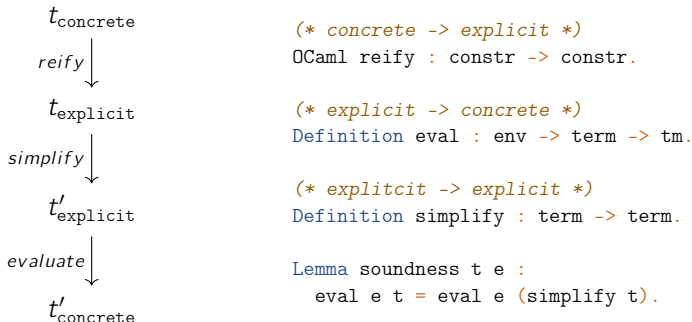 t_concrete
reify
t_explicit
simplify
t'_explicit
evaluate
t'_concrete
(* concrete -> explicit *)
OCaml reify : constr -> constr.
(* explicit -> concrete *)
Definition eval : env -> term -> tm.
(* explitcit -> explicit *)
Definition simplify : term -> term.
Lemma soundness t e :
eval e t = eval e (simplify t).